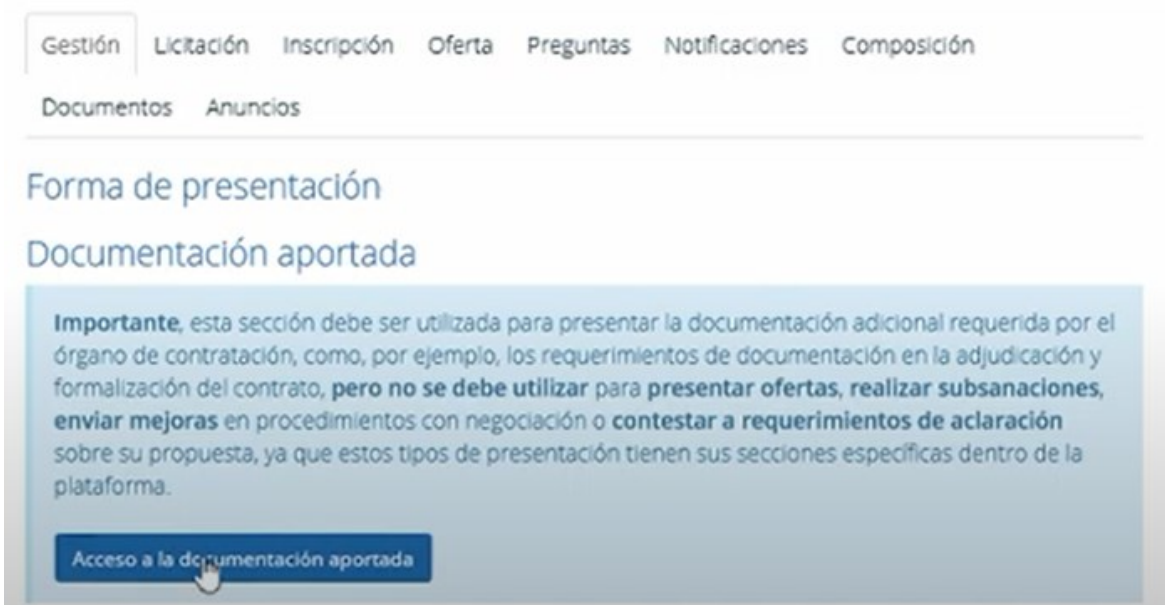 Gestión Licitación Inscripción Oferta Preguntas Notificaciones Composición
Documentos Anuncios
Forma de presentación
Documentación aportada
Importante, esta sección debe ser utilizada para presentar la documentación adicional requerida por el
órgano de contratación, como, por ejemplo, los requerimientos de documentación en la adjudicación y
formalización del contrato, pero no se debe utilizar para presentar ofertas, realizar subsanaciones,
enviar mejoras en procedimientos con negociación o contestar a requerimientos de aclaración
sobre su propuesta, ya que estos tipos de presentación tienen sus secciones específicas dentro de la
plataforma.
Acceso a la documentación aportada